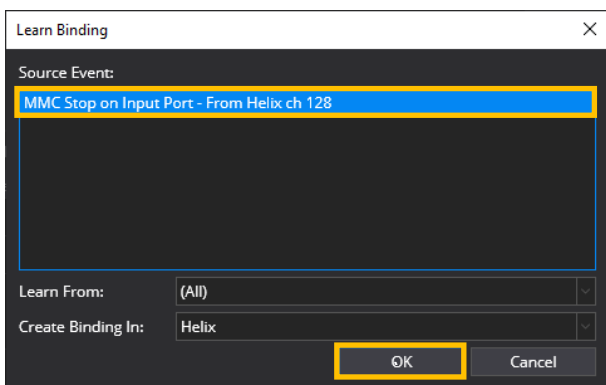 Learn Binding
Source Event:
MMC Stop on Input Port - From Helix ch 128
Learn From:
(All)
Create Binding In:
Helix
OK
Cancel